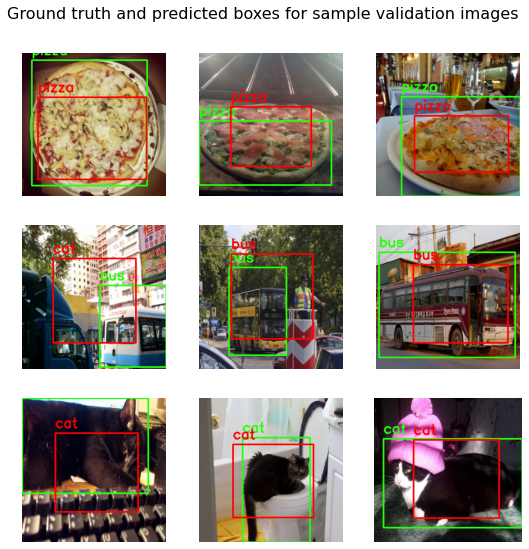 Ground truth and predicted boxes for sample validation images
pizza
pizza
pizza
pizza
pizza
pizza
cat
bus
bus
bus
bus
bus
cat
cat
cat
cat
cat